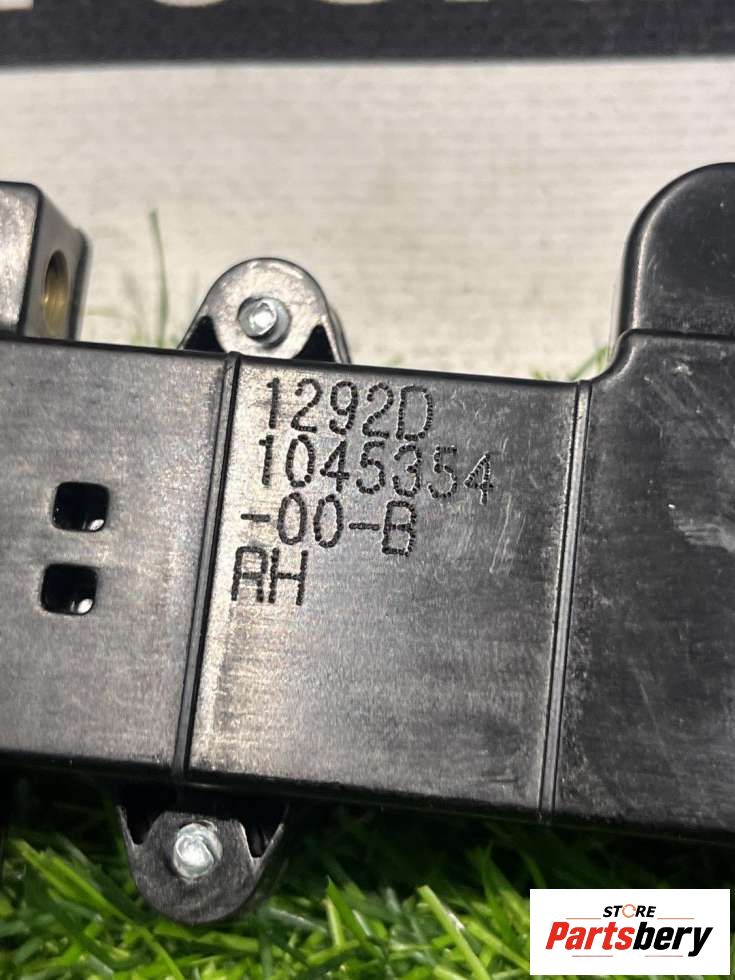 1292D
1045354
-00-B
RH
STORE
Partsbery